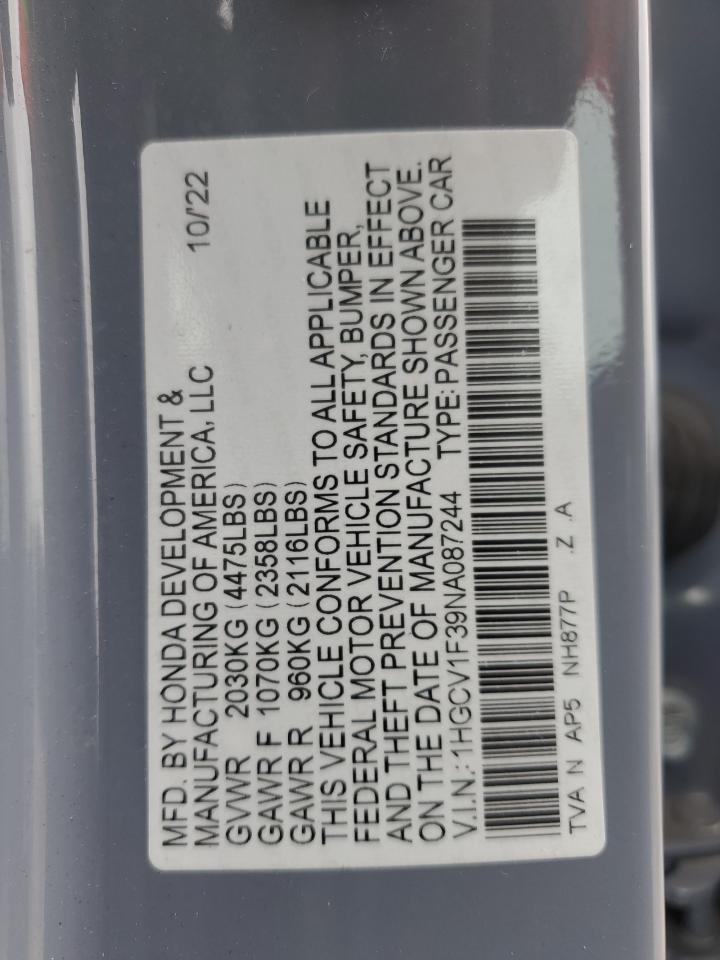 MFD. BY HONDA DEVELOPMENT &
MANUFACTURING OF AMERICA, LLC 10/'22
GVWR 2030KG (4475LBS)
GAWR F 1070KG (2358LBS)
GAWR R 960KG (2116LBS)
THIS VEHICLE CONFORMS TO ALL APPLICABLE
FEDERAL MOTOR VEHICLE SAFETY, BUMPER,
AND THEFT PREVENTION STANDARDS IN EFFECT
ON THE DATE OF MANUFACTURE SHOWN ABOVE.
V.I.N.: 1HGCV1F39NA087244 TYPE: PASSENGER CAR
TVA N AP5 NH877P .Z .A